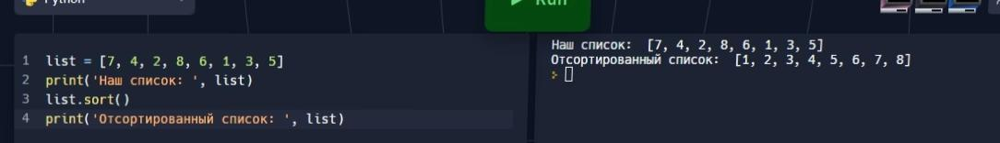 Python
Run
1 list = [7, 4, 2, 8, 6, 1, 3, 5]
2 print('Наш список: ', list)
3 list.sort()
4 print('Отсортированный список: ', list)
Наш список:  [7, 4, 2, 8, 6, 1, 3, 5]
Отсортированный список:  [1, 2, 3, 4, 5, 6, 7, 8]
>